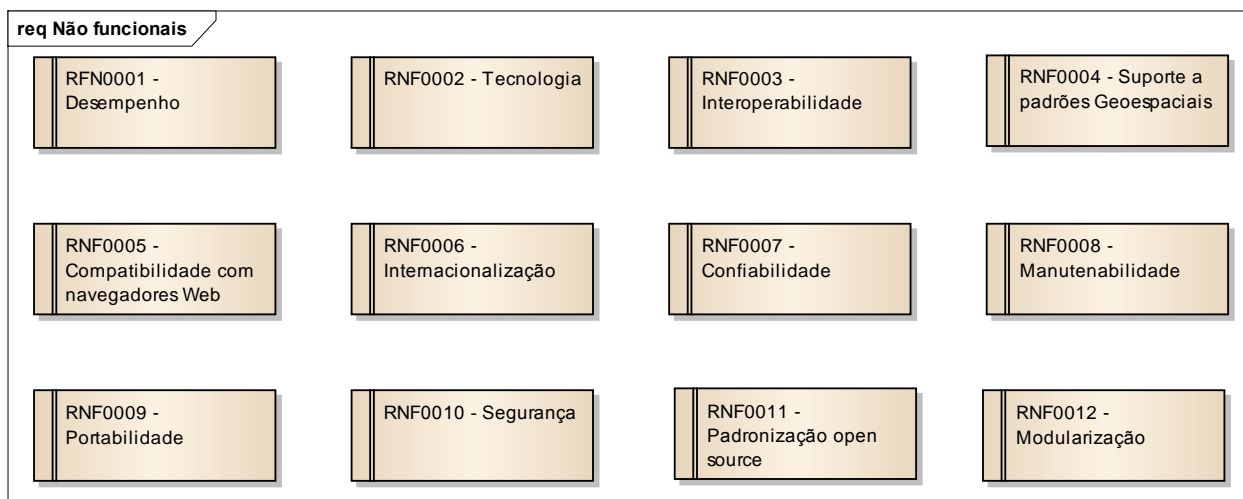 req Não funcionais
RFN0001 -
Desempenho
RNF0002 - Tecnologia
RNF0003 -
Interoperabilidade
RNF0004 - Suporte a
padrões Geoespaciais
RNF0005 -
Compatibilidade com
navegadores Web
RNF0006 -
Internacionalização
RNF0007 -
Confiabilidade
RNF0008 -
Manutenabilidade
RNF0009 -
Portabilidade
RNF0010 - Segurança
RNF0011 -
Padronização open
source
RNF0012 -
Modularização